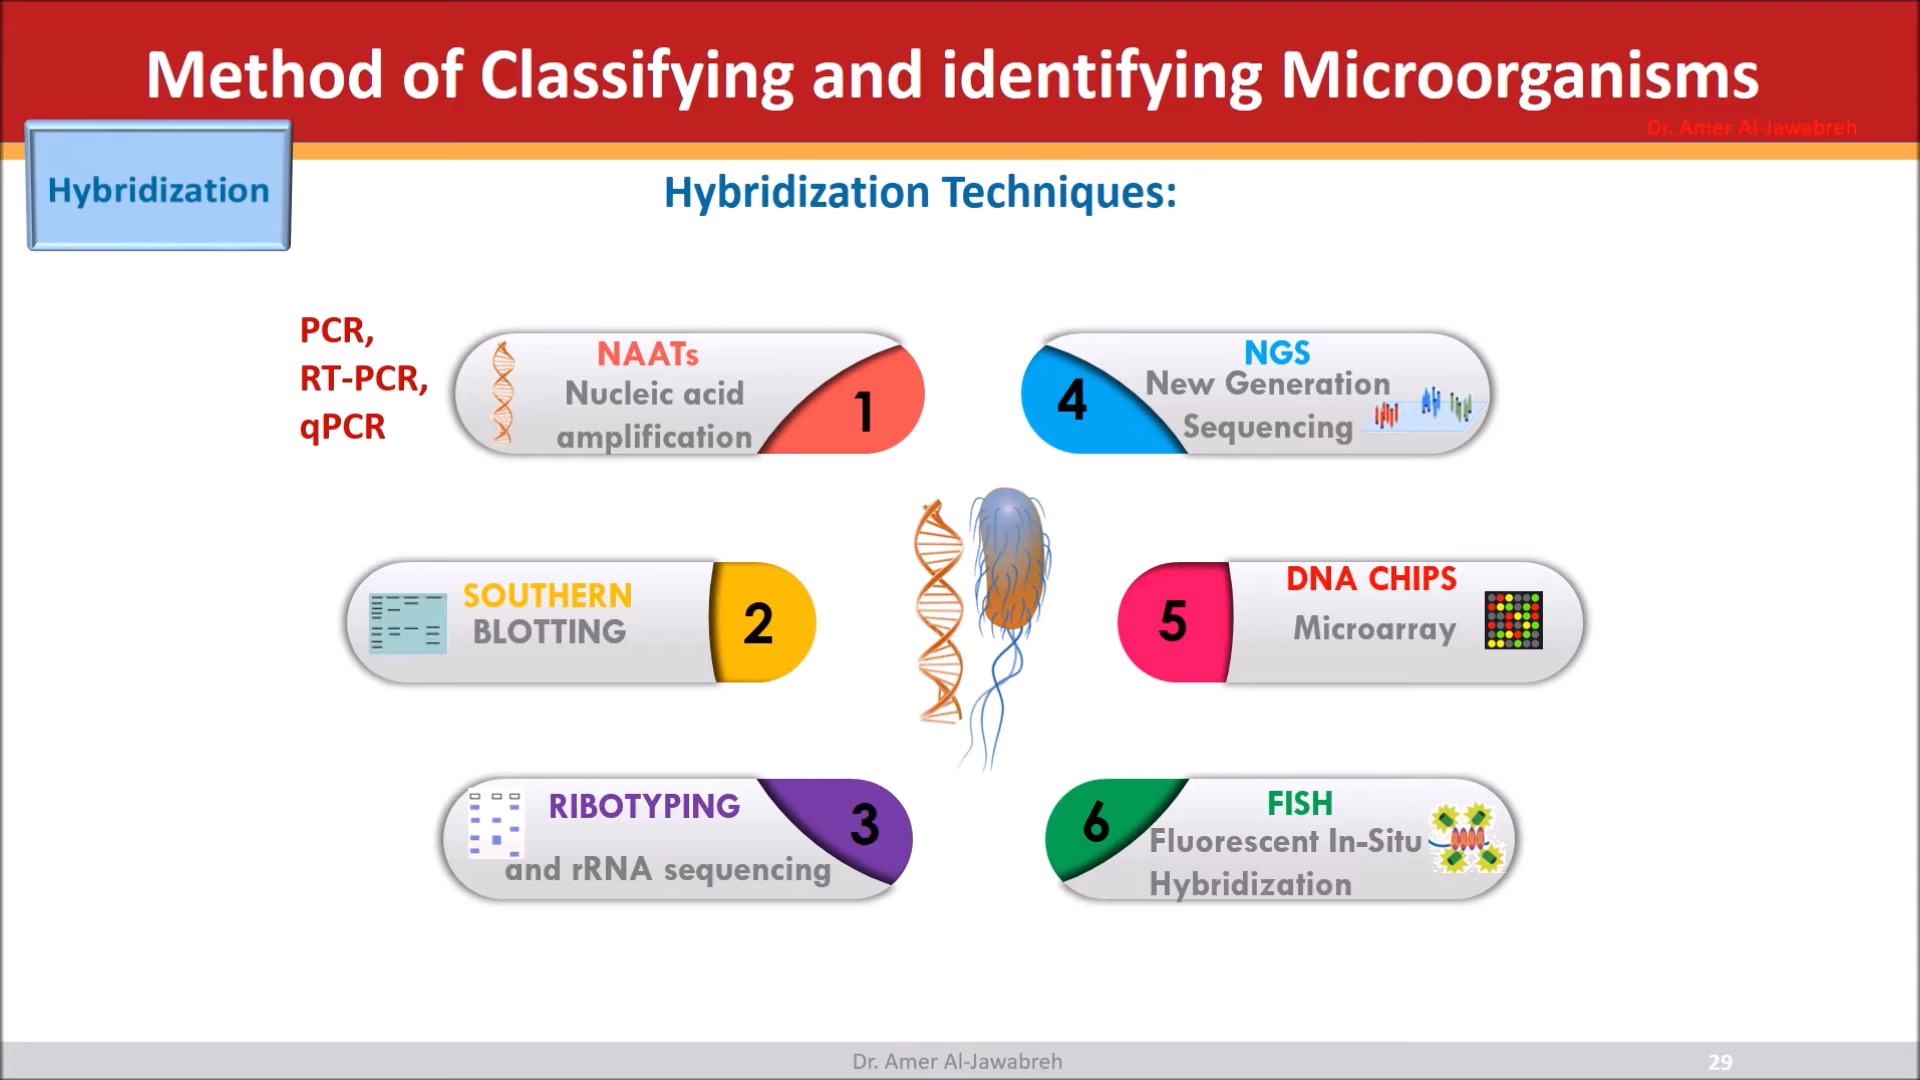 Method of Classifying and identifying Microorganisms
Dr. Amer Al-Jawabreh
Hybridization
Hybridization Techniques:
PCR,
RT-PCR,
qPCR
NAATs
Nucleic acid
amplification
1
SOUTHERN
BLOTTING
2
RIBOTYPING
and rRNA sequencing
3
4
NGS
New Generation
Sequencing
5
DNA CHIPS
Microarray
6
FISH
Fluorescent In-Situ
Hybridization
Dr. Amer Al-Jawabreh
29